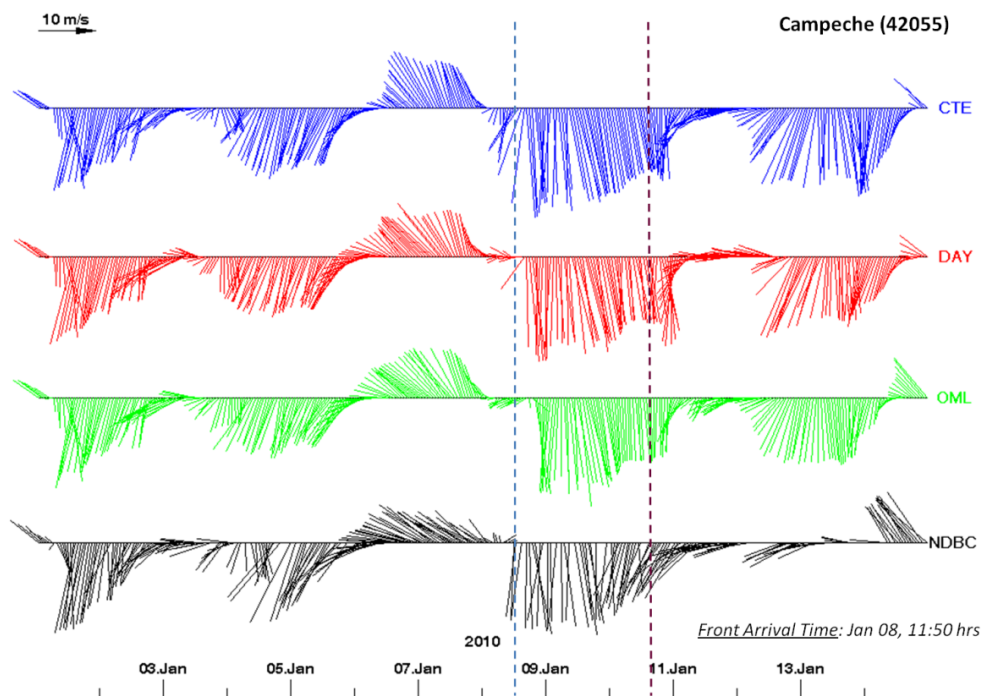 10 m/s
Campeche (42055)
CTE
DAY
OML
NDBC
Front Arrival Time: Jan 08, 11:50 hrs
2010
03.Jan 05.Jan 07.Jan 09.Jan 11.Jan 13.Jan